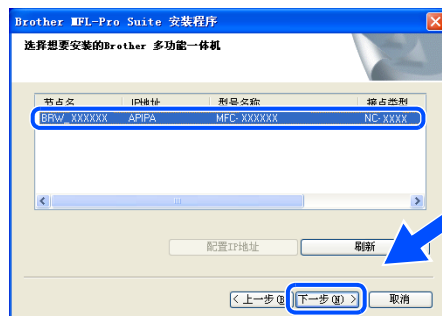 Brother MFL-Pro Suite 安装程序
选择想要安装的Brother 多功能一体机
节点名 IP地址 型号名称 接点类型
BRW_XXXXXX APIPA MFC-XXXXXX NC-XXXX
配置IP地址 刷新
< 上一步(B) 下一步(N) > 取消